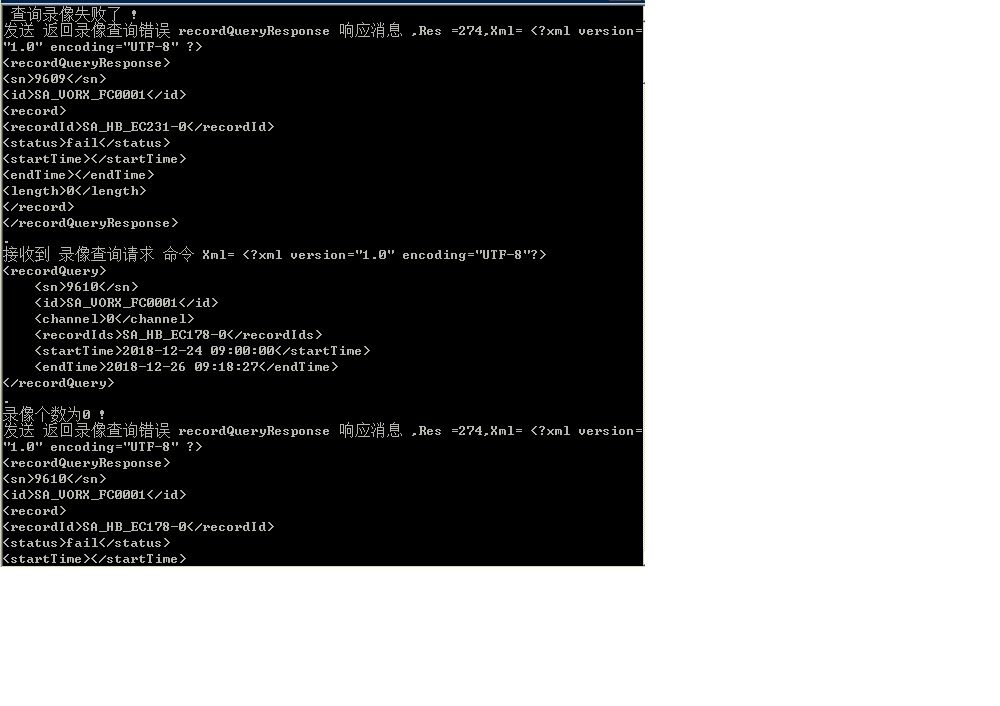 查询录像失败了 !
发送 返回录像查询错误 recordQueryResponse 响应消息 ,Res =274,Xml= <?xml version=
"1.0" encoding="UTF-8" ?>
<recordQueryResponse>
<sn>9609</sn>
<id>SA_VORX_FC0001</id>
<record>
<recordId>SA_HB_EC231-0</recordId>
<status>fail</status>
<startTime></startTime>
<endTime></endTime>
<length>0</length>
</record>
</recordQueryResponse>
.
接收到 录像查询请求 命令 Xml= <?xml version="1.0" encoding="UTF-8"?>
<recordQuery>
    <sn>9610</sn>
    <id>SA_VORX_FC0001</id>
    <channel>0</channel>
    <recordIds>SA_HB_EC178-0</recordIds>
    <startTime>2018-12-24 09:00:00</startTime>
    <endTime>2018-12-26 09:18:27</endTime>
</recordQuery>
.
录像个数为0 !
发送 返回录像查询错误 recordQueryResponse 响应消息 ,Res =274,Xml= <?xml version=
"1.0" encoding="UTF-8" ?>
<recordQueryResponse>
<sn>9610</sn>
<id>SA_VORX_FC0001</id>
<record>
<recordId>SA_HB_EC178-0</recordId>
<status>fail</status>
<startTime></startTime>